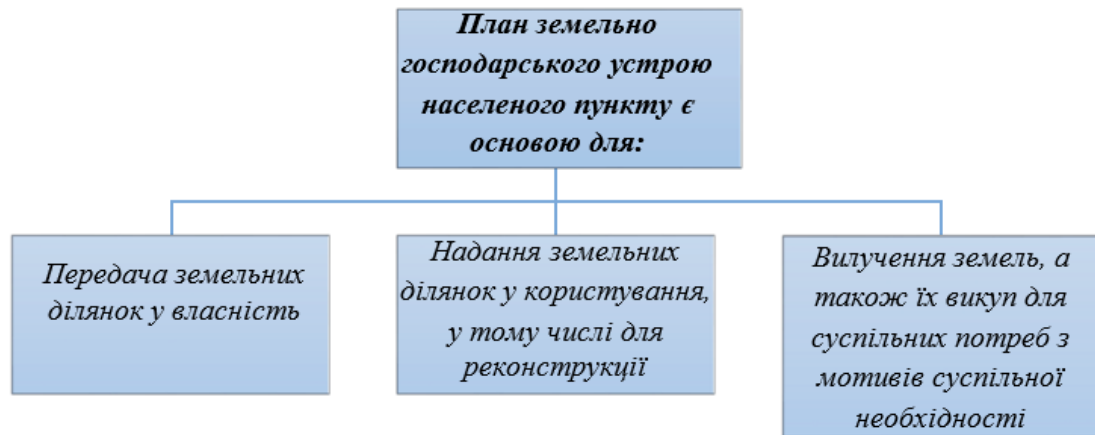 План земельно
господарського устрою
населеного пункту є
основою для:
Передача земельних
ділянок у власність
Надання земельних
ділянок у користування,
у тому числі для
реконструкції
Вилучення земель, а
також їх викуп для
суспільних потреб з
мотивів суспільної
необхідності